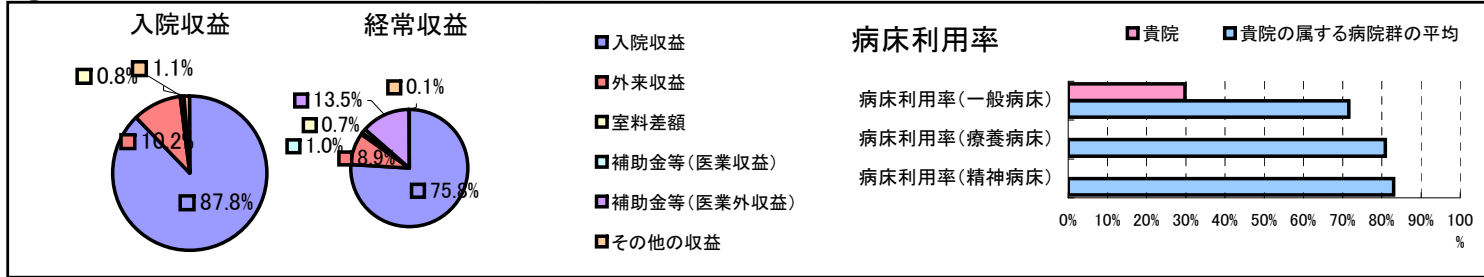 入院収益
0.8%
1.1%
10.2%
87.8%
経常収益
0.1%
13.5%
0.7%
1.0%
8.9%
75.8%
入院収益
外来収益
室料差額
補助金等(医業収益)
補助金等(医業外収益)
その他の収益
病床利用率
貴院 貴院の属する病院群の平均
病床利用率(一般病床)
病床利用率(療養病床)
病床利用率(精神病床)
0% 10% 20% 30% 40% 50% 60% 70% 80% 90% 100
%